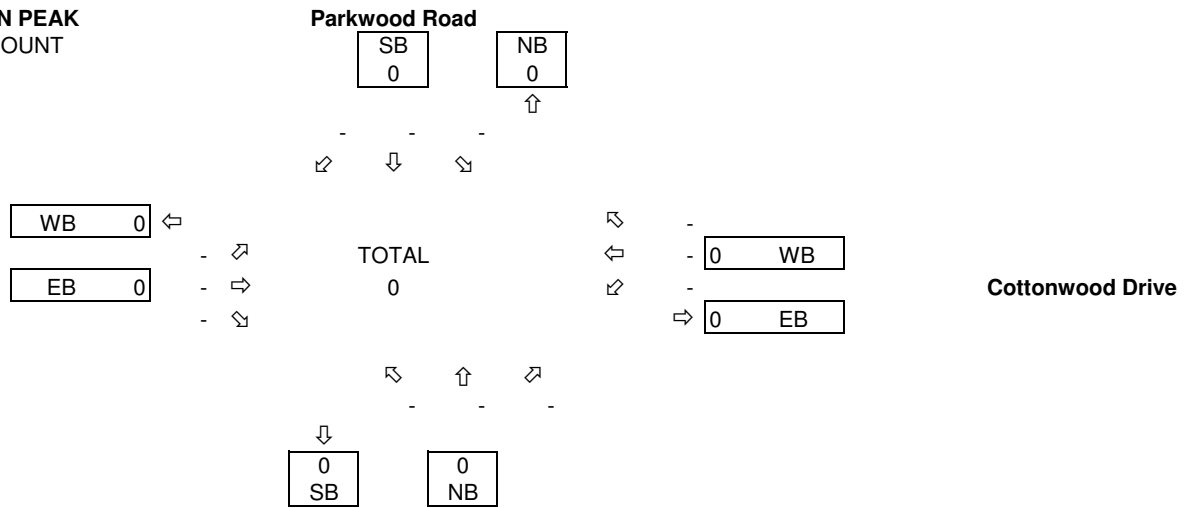 N PEAK Parkwood Road
OUNT SB NB
0 0
⇧
- - -
⬃ ⇩ ⬂
WB 0 ⇦ ⬁ -
- ⬀ TOTAL ⇦ - 0 WB
EB 0 - ⇨ 0 ⬃ - Cottonwood Drive
- ⬂ ⇨ 0 EB
⬁ ⇧ ⬀
- - -
⇩
0 0
SB NB